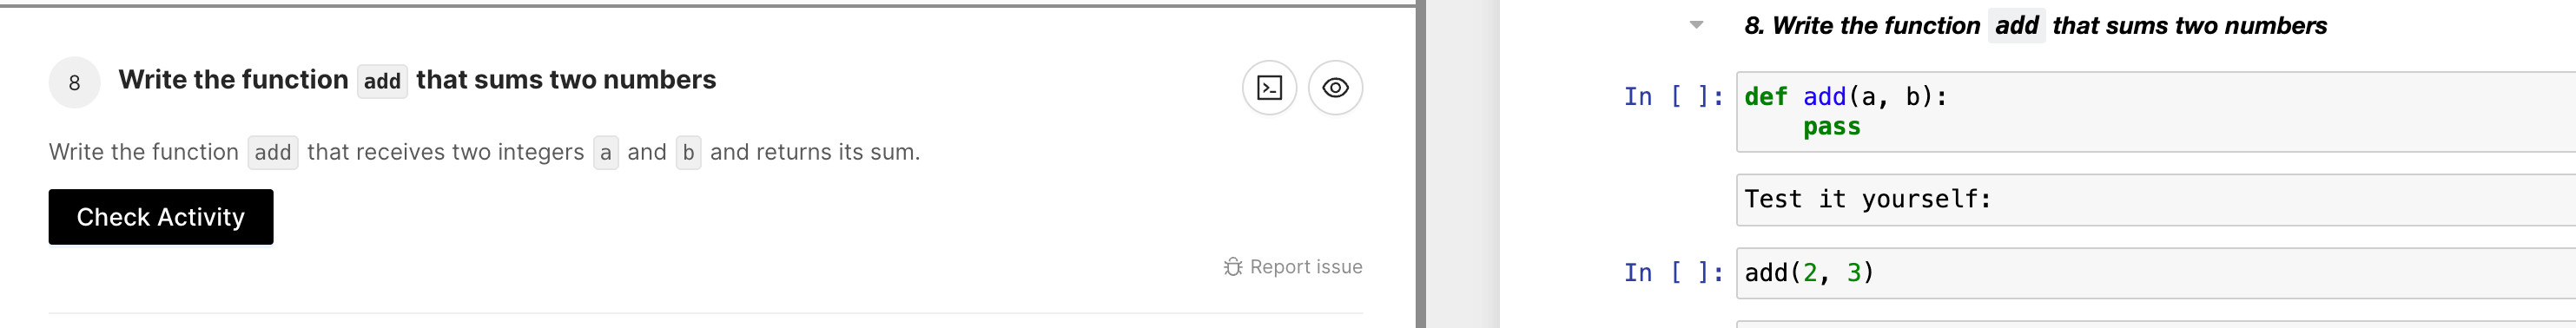 8
Write the function add that sums two numbers
Write the function add that receives two integers a and b and returns its sum.
Check Activity
Report issue
8. Write the function add that sums two numbers
In [ ]: def add(a, b):
    pass
Test it yourself:
In [ ]: add(2, 3)